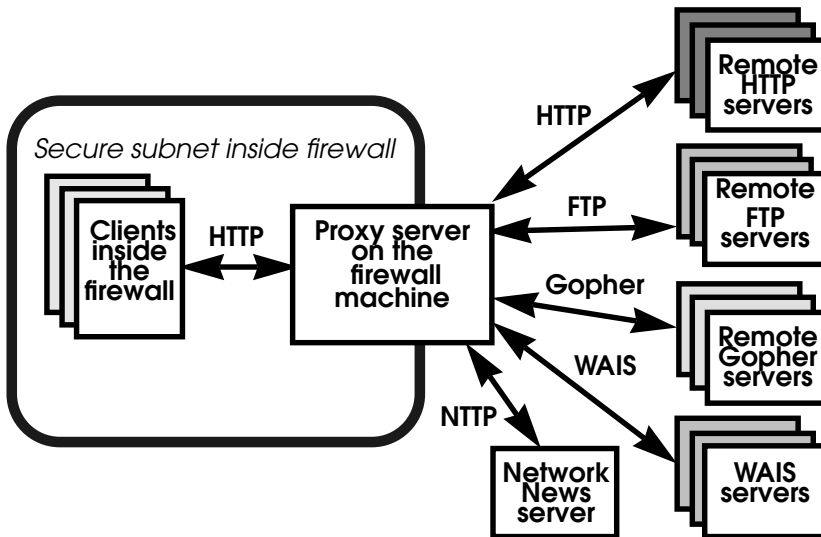 Remote
HTTP
servers
HTTP
Secure subnet inside firewall
Remote
FTP
servers
FTP
Clients
inside
the
firewall
HTTP
Proxy server
on the
firewall
machine
Gopher
Remote
Gopher
servers
WAIS
NTTP
Network
News
server
WAIS
servers